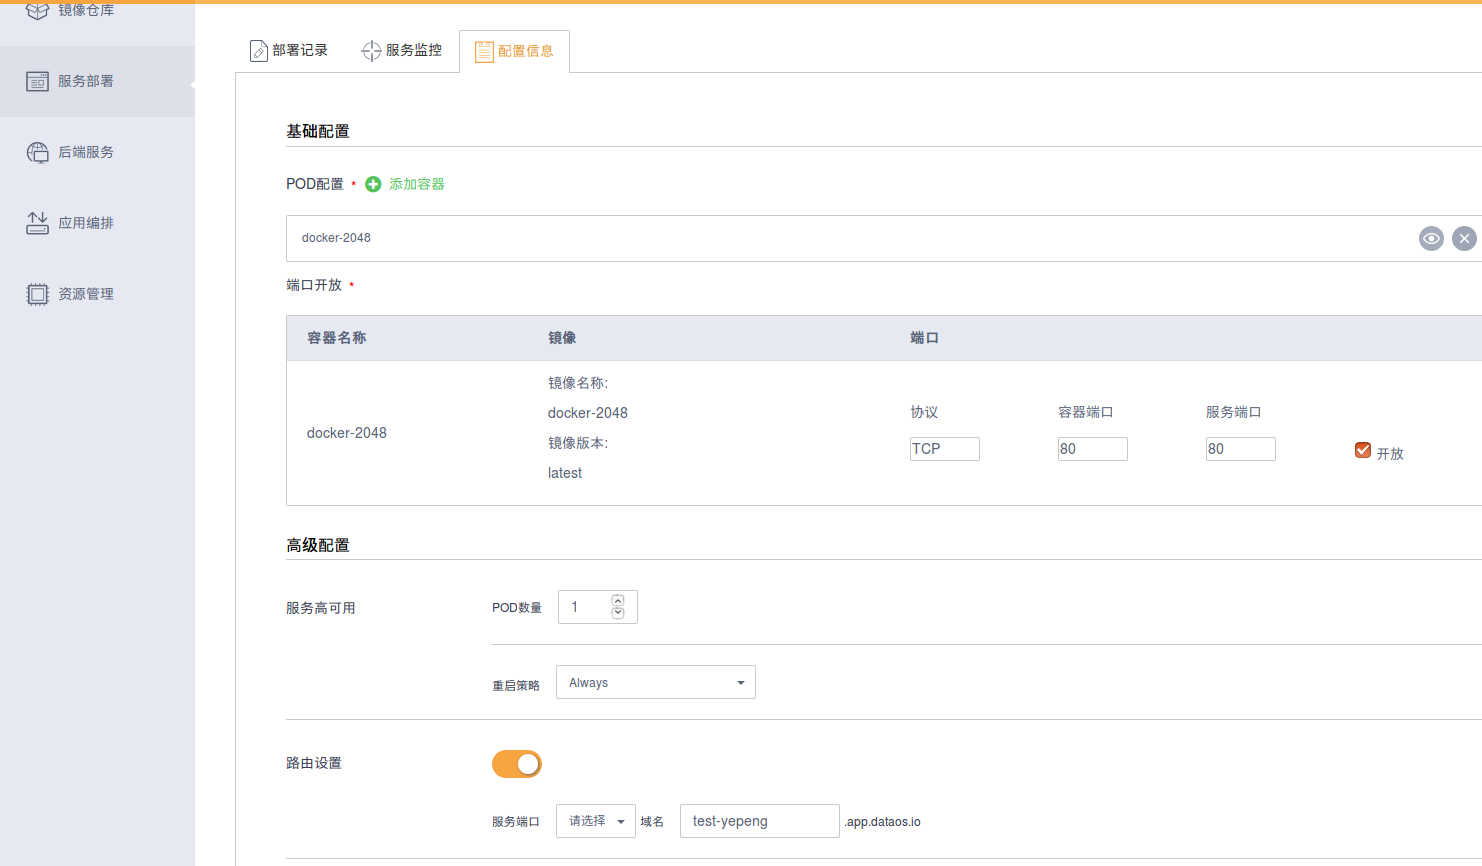 镜像仓库
服务部署
后端服务
应用编排
资源管理
部署记录 服务监控 配置信息
基础配置
POD配置 * 添加容器
docker-2048
端口开放 *
容器名称 镜像 端口
镜像名称:
docker-2048
镜像版本:
latest
docker-2048
协议 容器端口 服务端口
TCP 80 80 开放
高级配置
服务高可用 POD数量 1
重启策略 Always
路由设置
服务端口 请选择 域名 test-yepeng .app.dataos.io